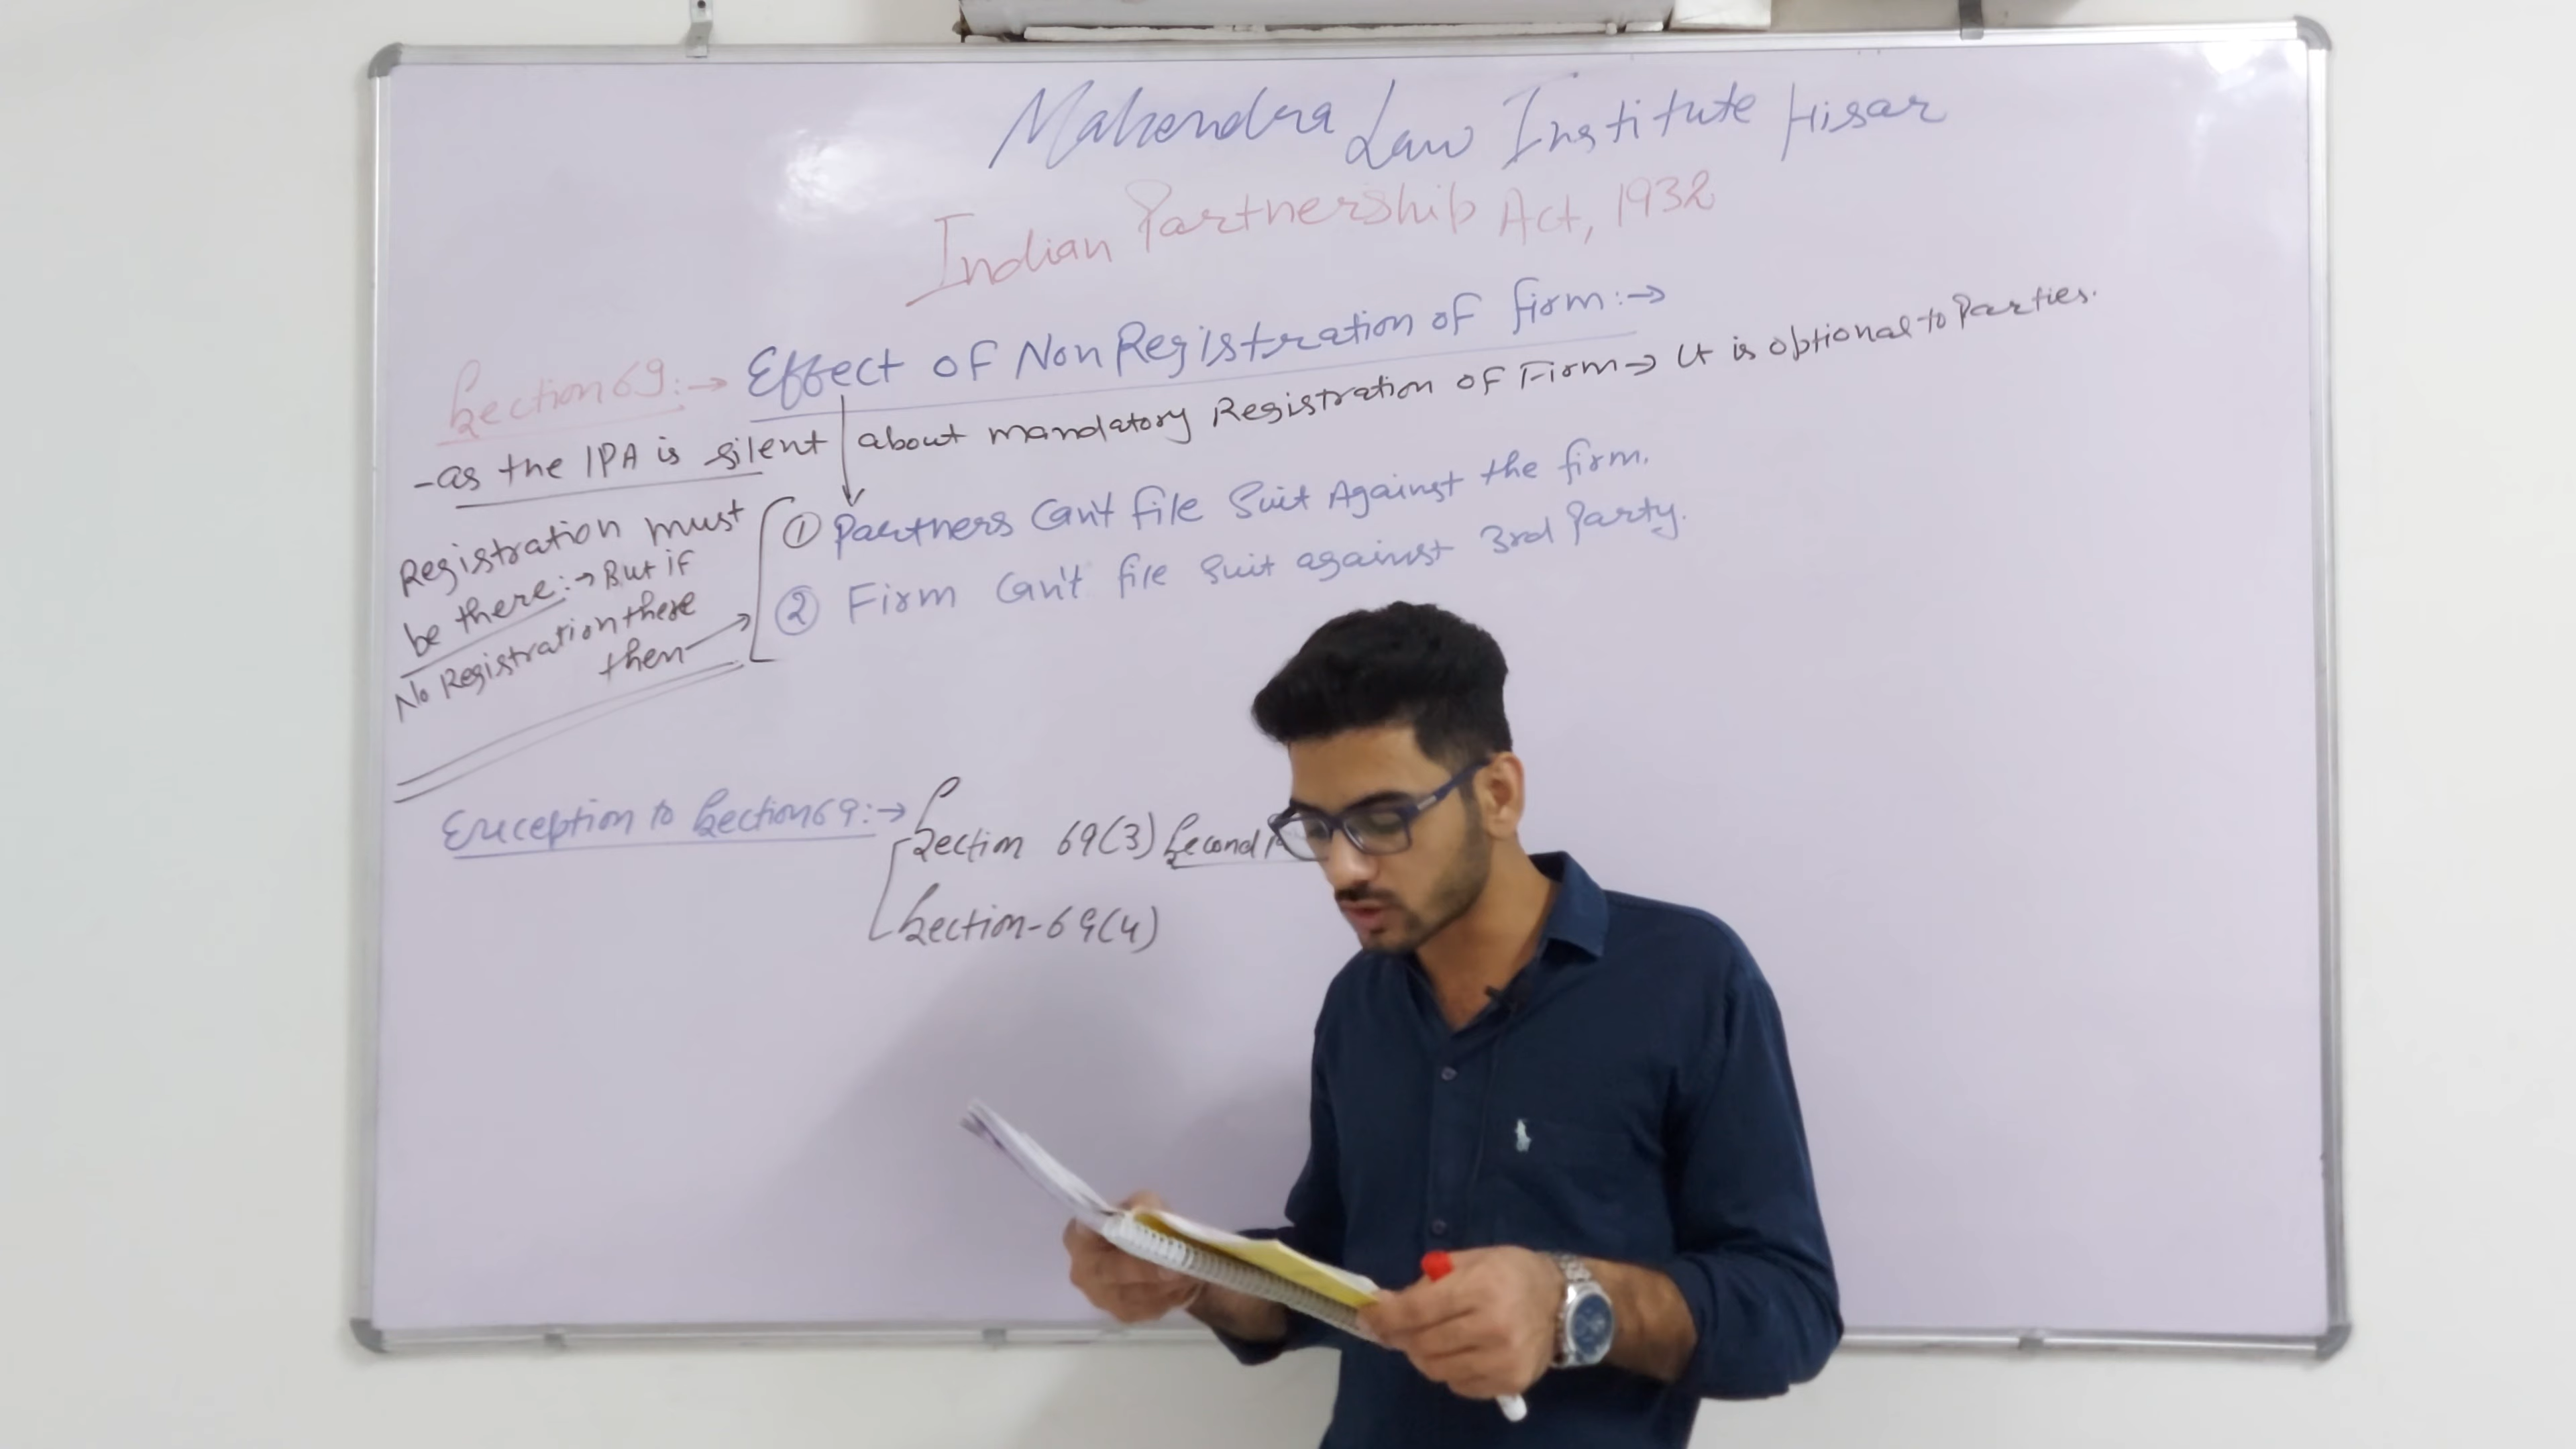 Mahendra Law Institute Hisar
Indian Partnership Act, 1932
Section 69:→ Effect of Non Registration of firm:→
-as the IPA is silent about mandatory Registration of Firm→ It is optional to Parties.
Registration must
be there:→ But if
No Registration there
then→
① Partners Can't file Suit Against the firm.
② Firm Can't file Suit against 3rd Party.
Exception to Section 69:→
Section 69(3) Second
Section-69(4)